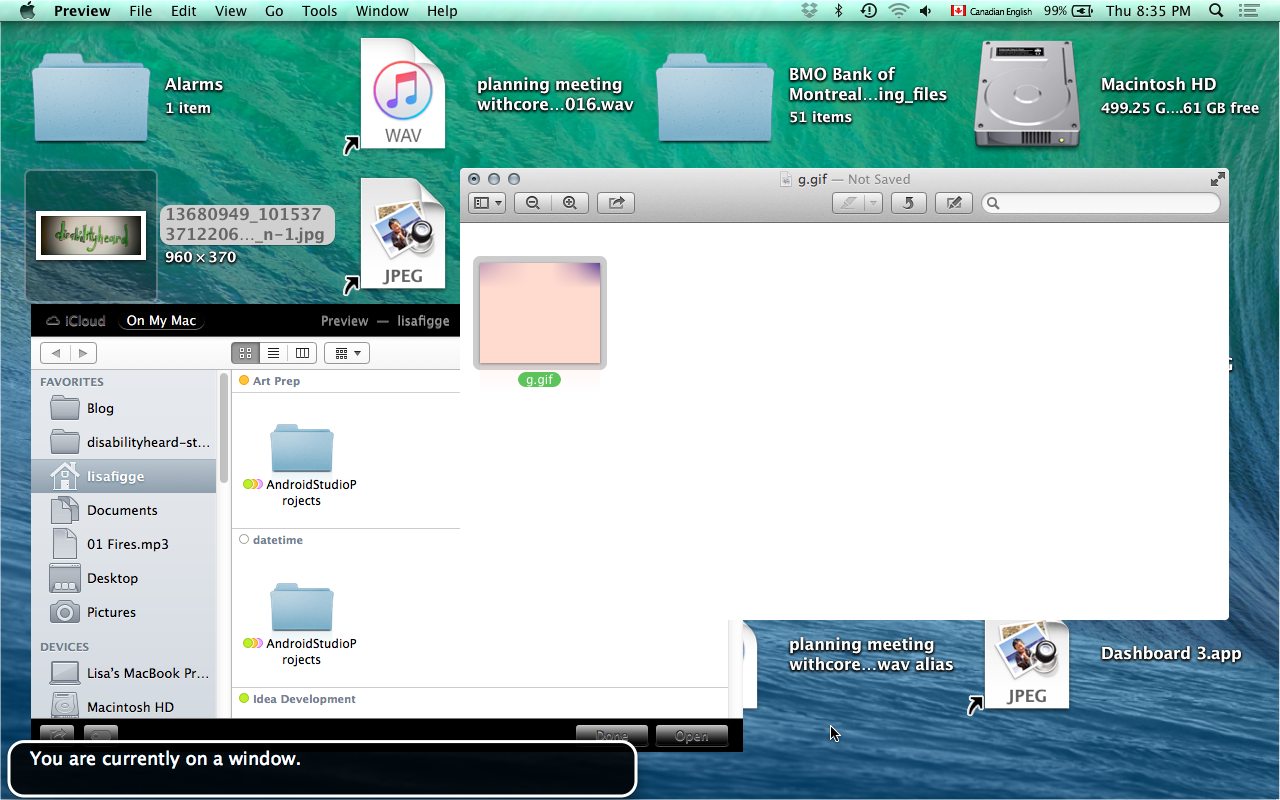 Preview File Edit View Go Tools Window Help Canadian English 99% Thu 8:35 PM
Alarms
1 item
WAV
planning meeting
withcore...016.wav
BMO Bank of
Montreal...ing_files
51 items
Macintosh HD
499.25 G...61 GB free
disabilityheard
13680949_101537
3712206..._n-1.jpg
960 × 370
JPEG
g.gif — Not Saved
g.gif
iCloud On My Mac Preview — lisafigge
FAVORITES
Blog
disabilityheard-st...
lisafigge
Documents
01 Fires.mp3
Desktop
Pictures
DEVICES
Lisa's MacBook Pr...
Macintosh HD
Art Prep
AndroidStudioP
rojects
datetime
AndroidStudioP
rojects
Idea Development
Done Open
planning meeting
withcore...wav alias
JPEG
Dashboard 3.app
You are currently on a window.